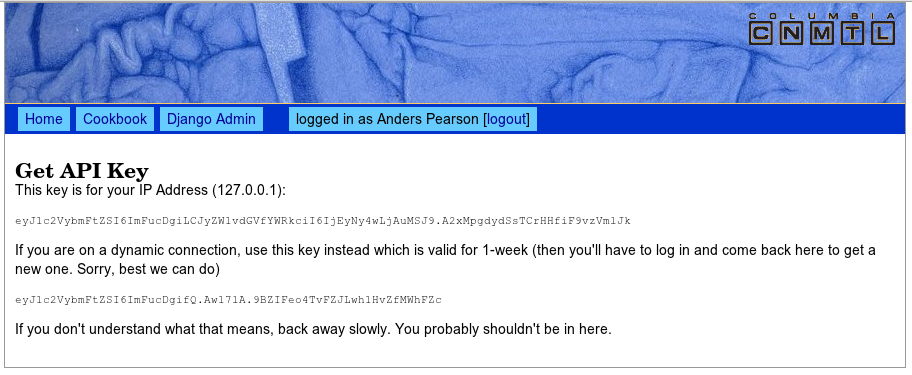 COLUMBIA
CNMTL
Home Cookbook Django Admin logged in as Anders Pearson [logout]
Get API Key
This key is for your IP Address (127.0.0.1):
eyJ1c2VybmFtZSI6ImFucDgiLCJyZW1vdGVfYWRkciI6IjEyNy4wLjAuMSJ9.A2xMpgdydSsTCrHHfiF9vzVm1Jk
If you are on a dynamic connection, use this key instead which is valid for 1-week (then you'll have to log in and come back here to get a
new one. Sorry, best we can do)
eyJ1c2VybmFtZSI6ImFucDgifQ.Aw171A.9BZIFeo4TvFZJLwh1HvZfMWhFZc
If you don't understand what that means, back away slowly. You probably shouldn't be in here.